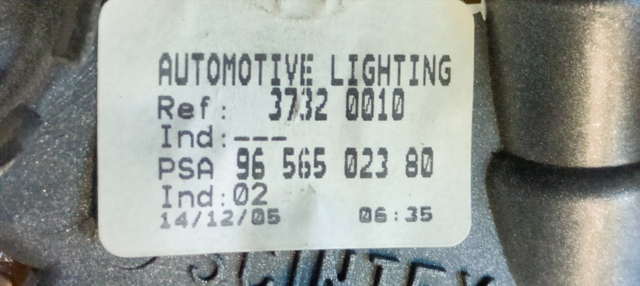 AUTOMOTIVE LIGHTING
Ref: 3732 0010
Ind:---
PSA 96 565 023 80
Ind:02
14/12/05 06:35